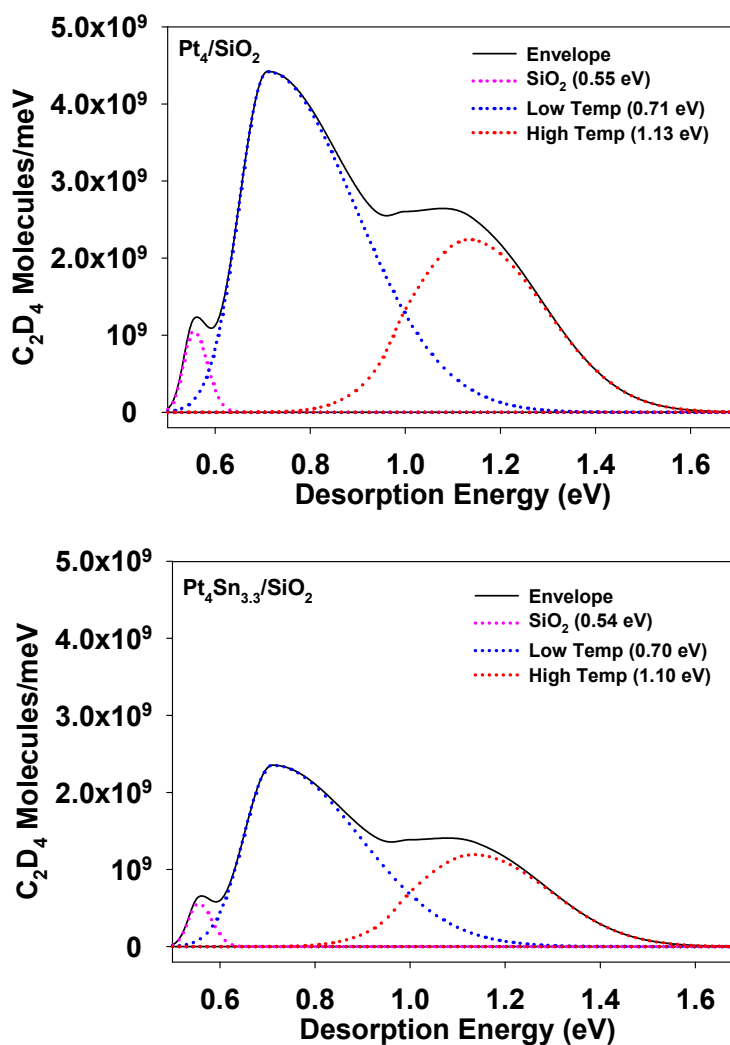 5.0x10⁹
Pt₄/SiO₂
Envelope
SiO₂ (0.55 eV)
Low Temp (0.71 eV)
High Temp (1.13 eV)
4.0x10⁹
3.0x10⁹
2.0x10⁹
10⁹
0
C₂D₄ Molecules/meV
0.6 0.8 1.0 1.2 1.4 1.6
Desorption Energy (eV)
5.0x10⁹
Pt₄Sn₃.₃/SiO₂
Envelope
SiO₂ (0.54 eV)
Low Temp (0.70 eV)
High Temp (1.10 eV)
4.0x10⁹
3.0x10⁹
2.0x10⁹
10⁹
0
C₂D₄ Molecules/meV
0.6 0.8 1.0 1.2 1.4 1.6
Desorption Energy (eV)